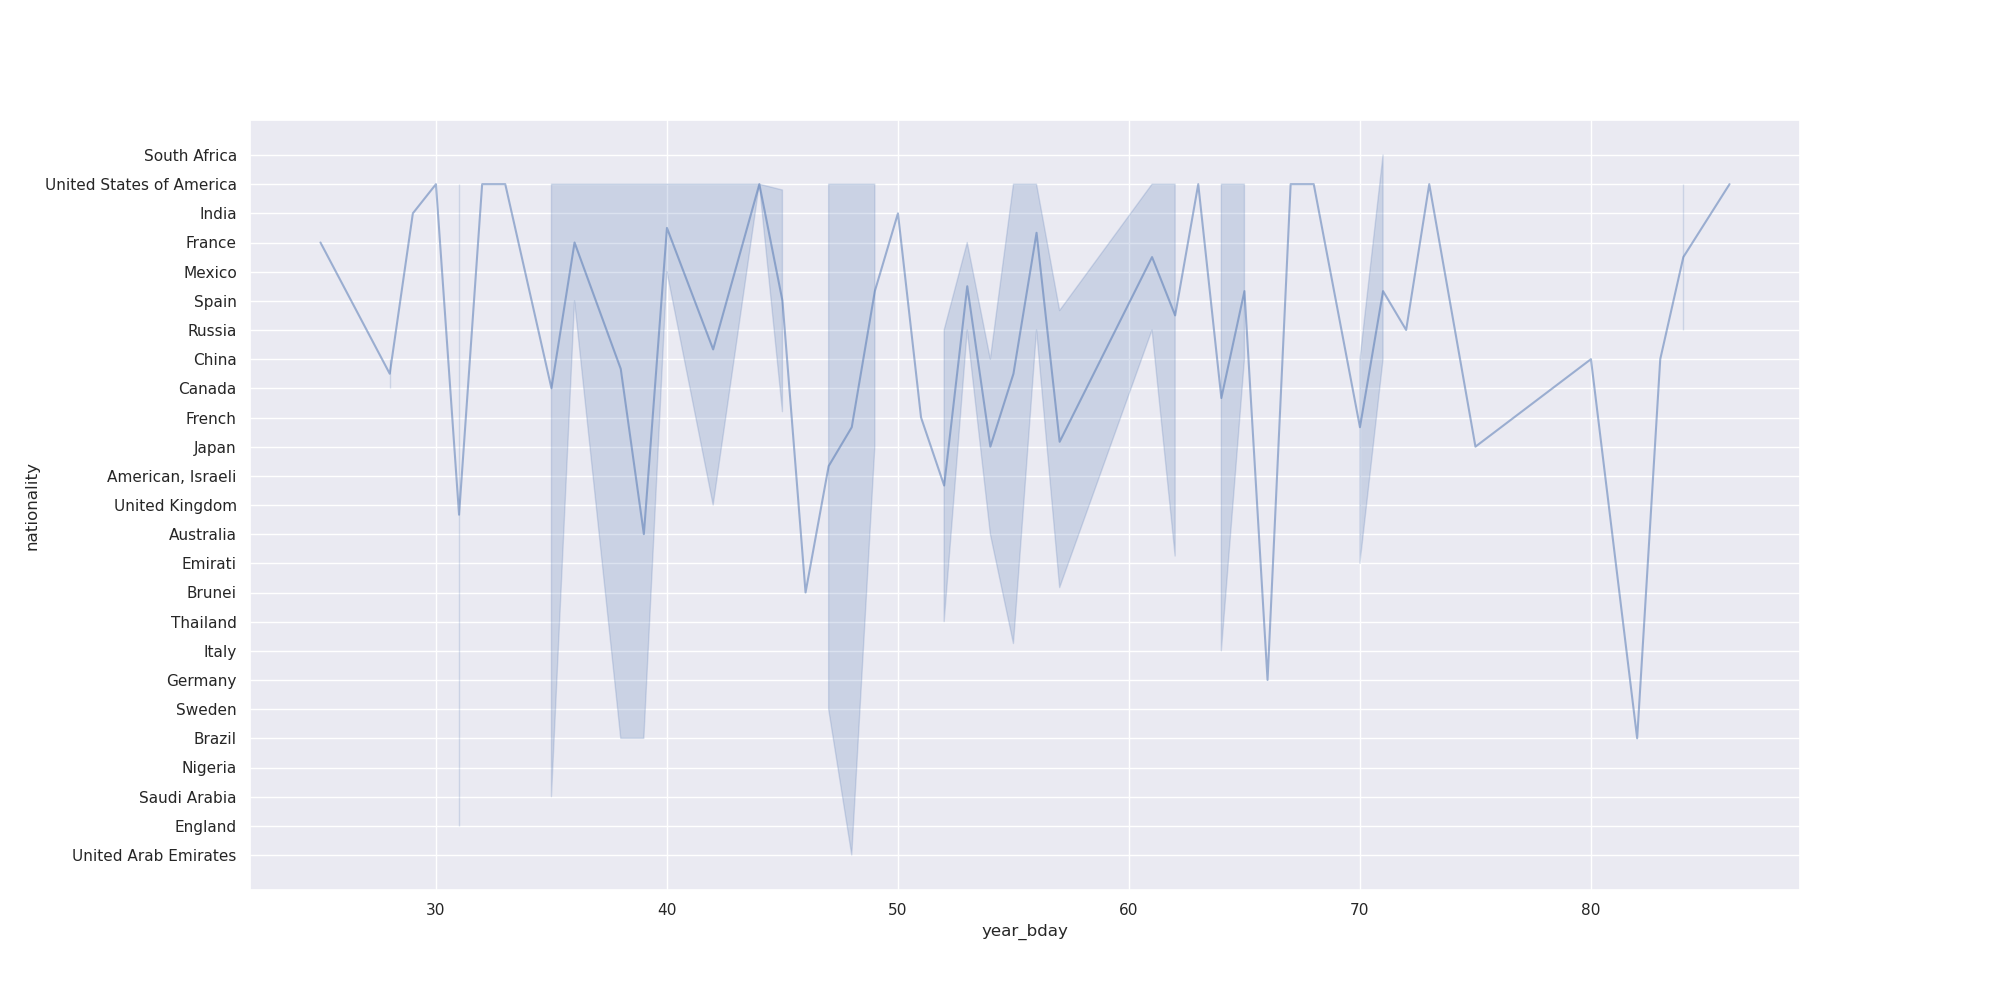 South Africa
United States of America
India
France
Mexico
Spain
Russia
China
Canada
French
Japan
American, Israeli
United Kingdom
Australia
Emirati
Brunei
Thailand
Italy
Germany
Sweden
Brazil
Nigeria
Saudi Arabia
England
United Arab Emirates
nationality
30 40 50 60 70 80
year_bday